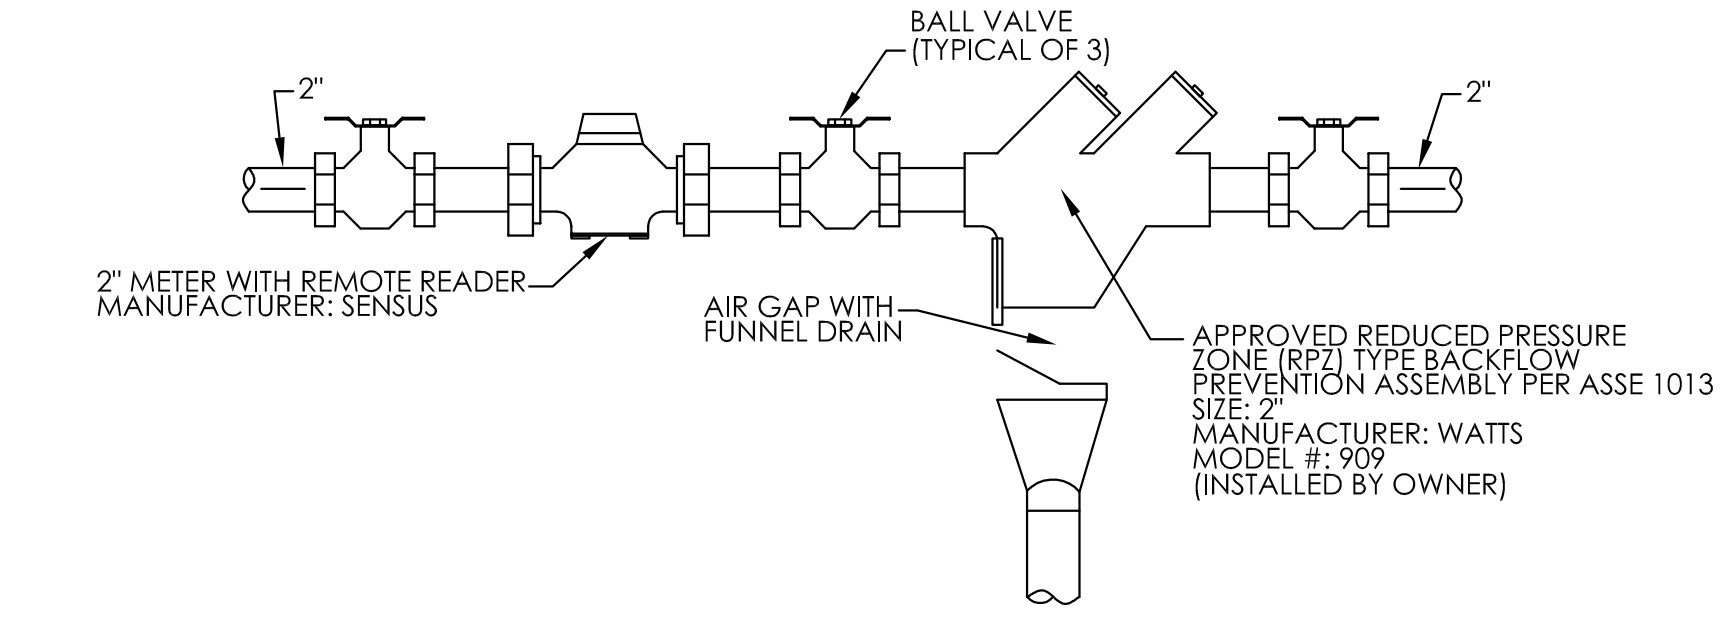 BALL VALVE
(TYPICAL OF 3)
2"
2"
2" METER WITH REMOTE READER
MANUFACTURER: SENSUS
AIR GAP WITH
FUNNEL DRAIN
APPROVED REDUCED PRESSURE
ZONE (RPZ) TYPE BACKFLOW
PREVENTION ASSEMBLY PER ASSE 1013
SIZE: 2"
MANUFACTURER: WATTS
MODEL #: 909
(INSTALLED BY OWNER)